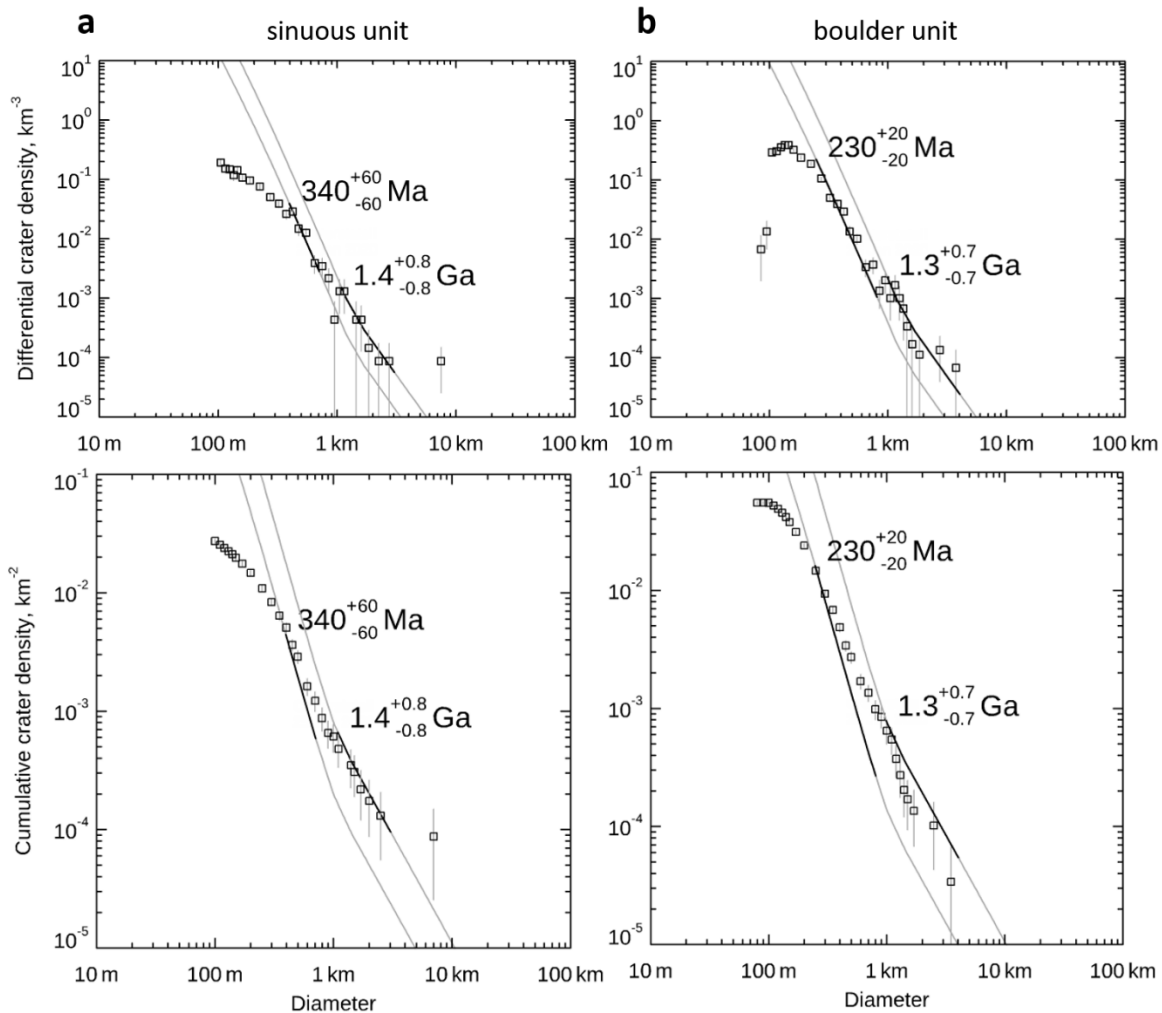 a
sinuous unit
b
boulder unit
Differential crater density, km⁻³
10¹
10⁰
10⁻¹
10⁻²
10⁻³
10⁻⁴
10⁻⁵
340 +60 -60 Ma
1.4 +0.8 -0.8 Ga
10 m 100 m 1 km 10 km 100 km
10¹
10⁰
10⁻¹
10⁻²
10⁻³
10⁻⁴
10⁻⁵
230 +20 -20 Ma
1.3 +0.7 -0.7 Ga
10 m 100 m 1 km 10 km 100 km
Cumulative crater density, km⁻²
10⁻¹
10⁻²
10⁻³
10⁻⁴
10⁻⁵
340 +60 -60 Ma
1.4 +0.8 -0.8 Ga
10 m 100 m 1 km 10 km 100 km
Diameter
10⁻¹
10⁻²
10⁻³
10⁻⁴
10⁻⁵
230 +20 -20 Ma
1.3 +0.7 -0.7 Ga
10 m 100 m 1 km 10 km 100 km
Diameter